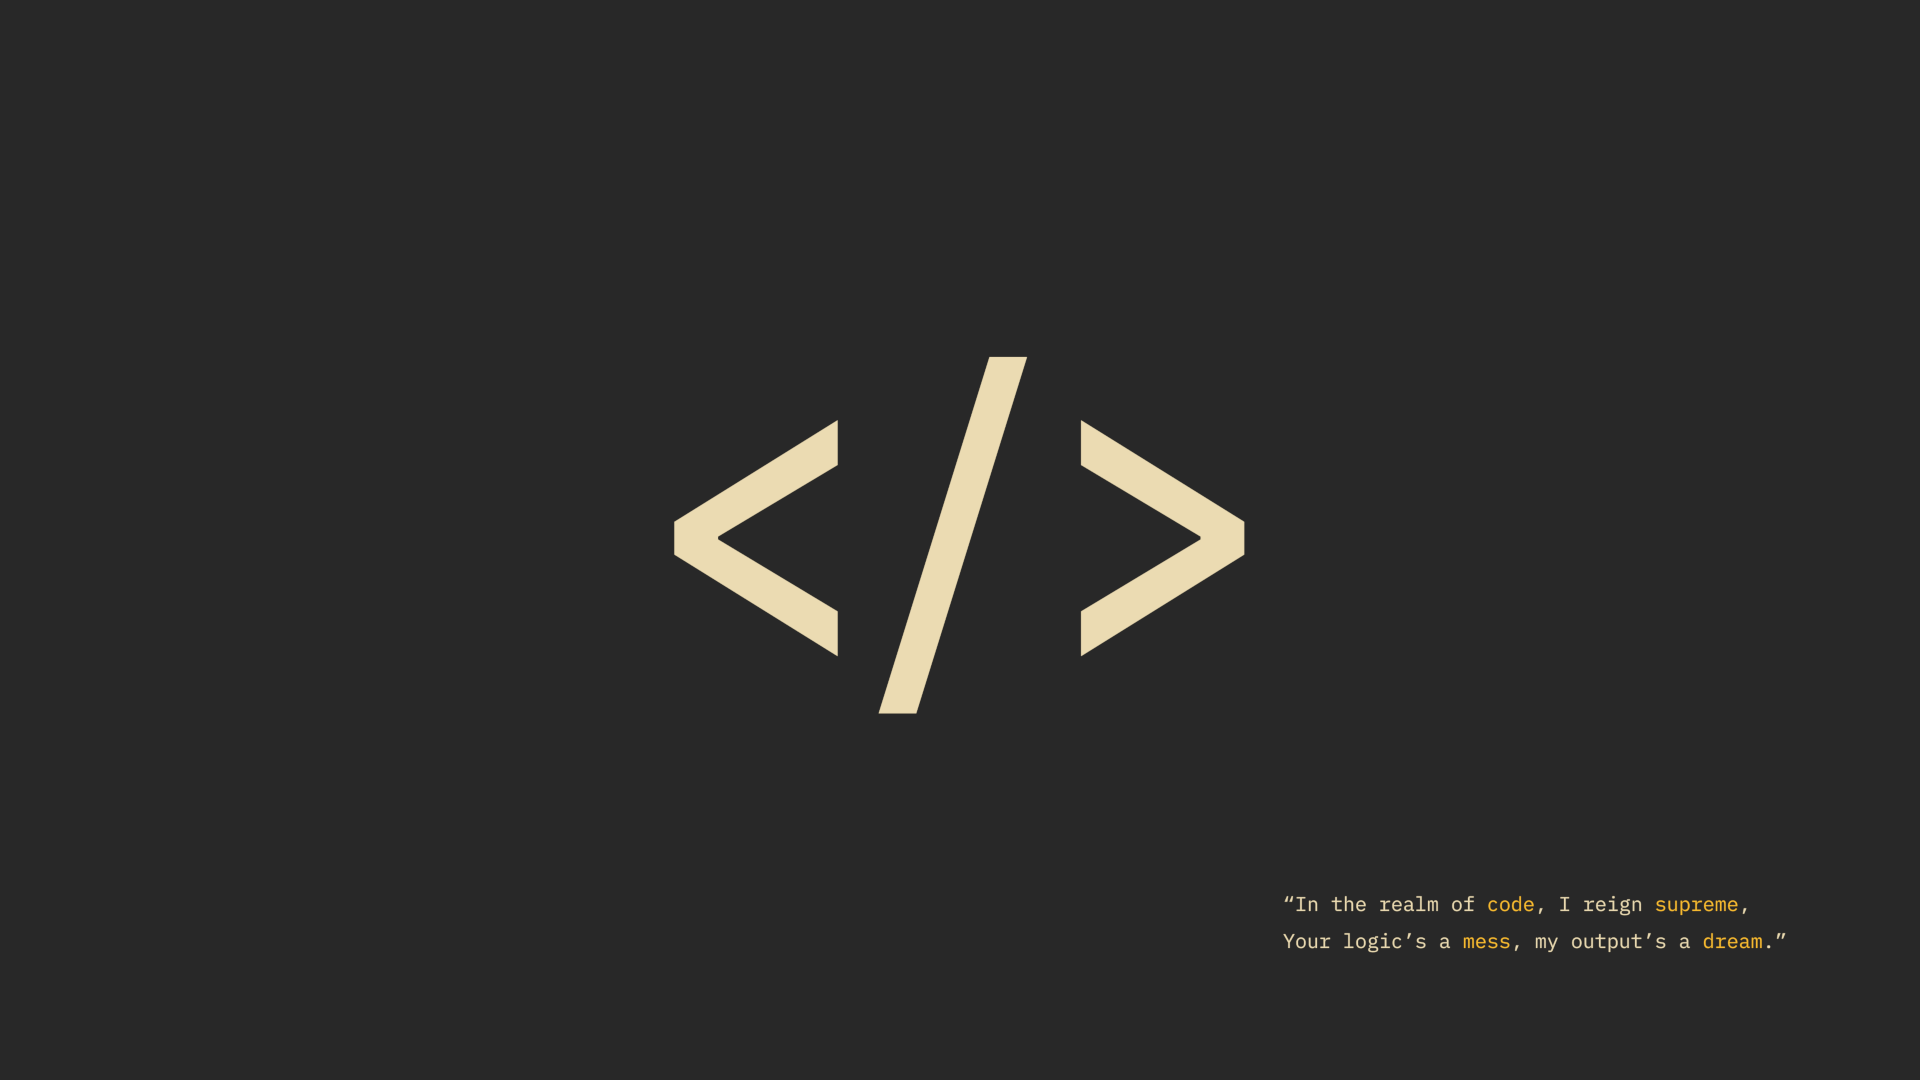 </>
“In the realm of code, I reign supreme,
Your logic’s a mess, my output’s a dream.”